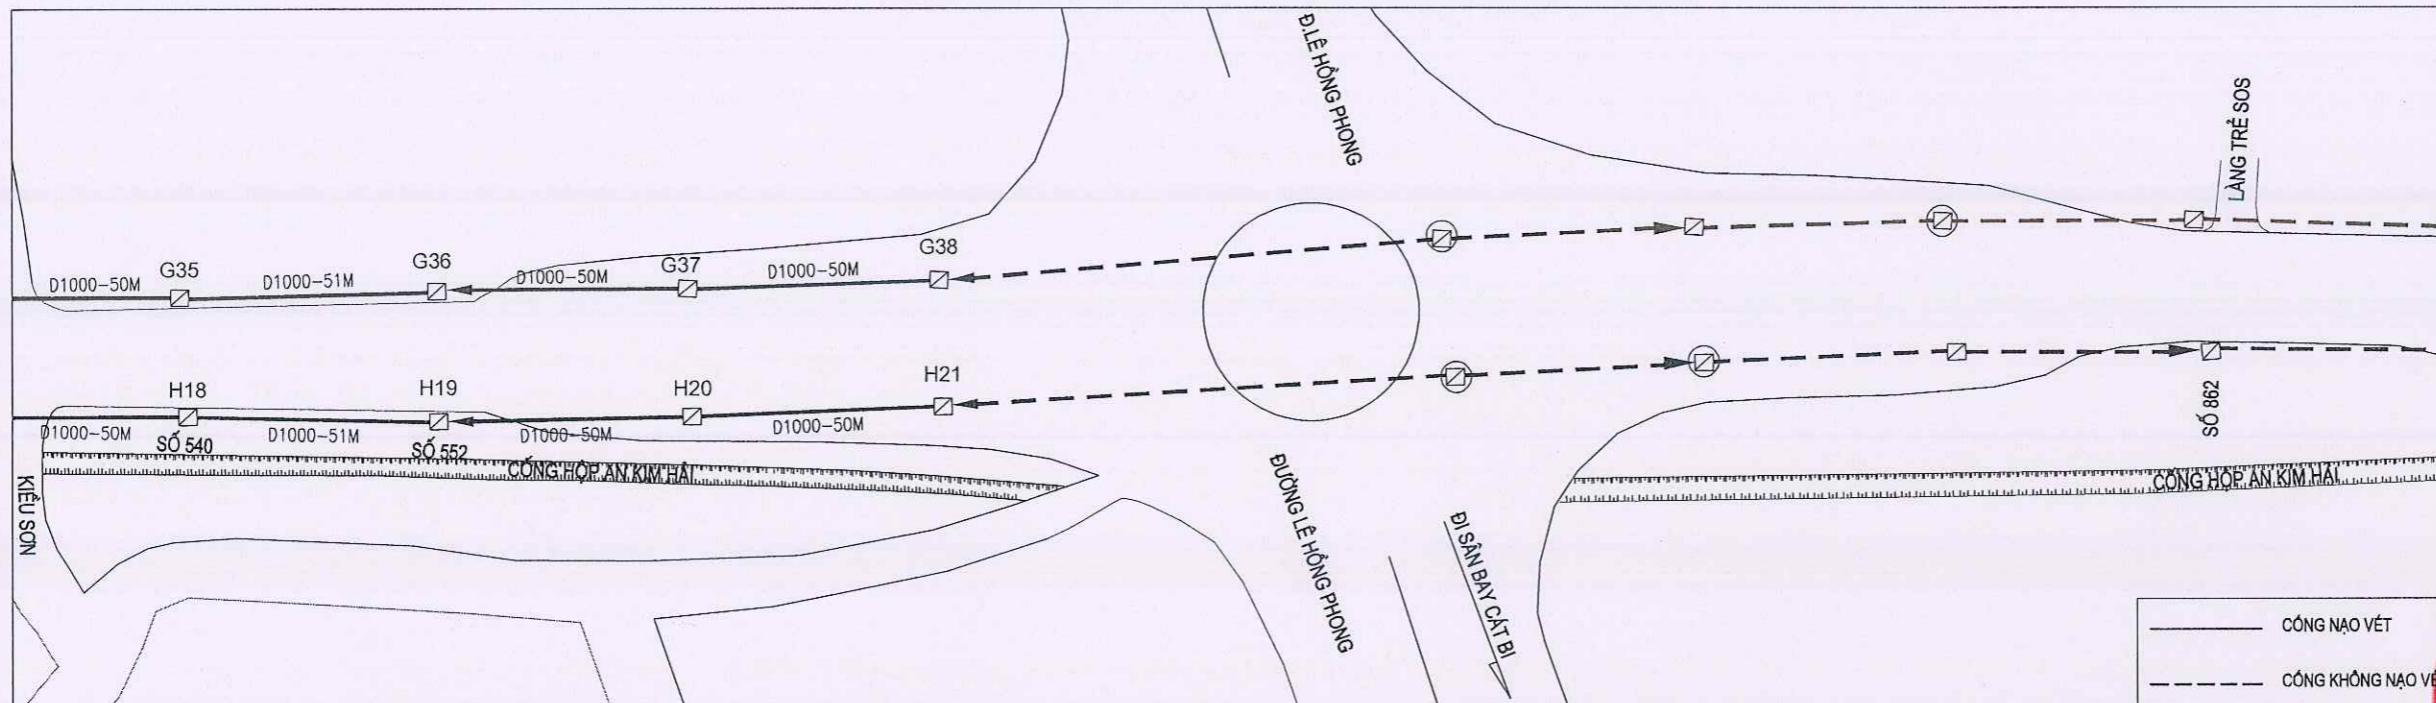 Đ.LÊ HỒNG PHONG
LÀNG TRẺ SOS
G35
G36
G37
G38
D1000-50M
D1000-51M
D1000-50M
D1000-50M
H18
H19
H20
H21
D1000-50M
SỐ 540
D1000-51M
SỐ 552
D1000-50M
D1000-50M
SỐ 862
CỐNG HỘP AN KIM HẢI
CỐNG HỘP AN KIM HẢI
KIỀU SƠN
ĐƯỜNG LÊ HỒNG PHONG
ĐI SÂN BAY CÁT BI
CỐNG NẠO VÉT
CỐNG KHÔNG NẠO VÉ